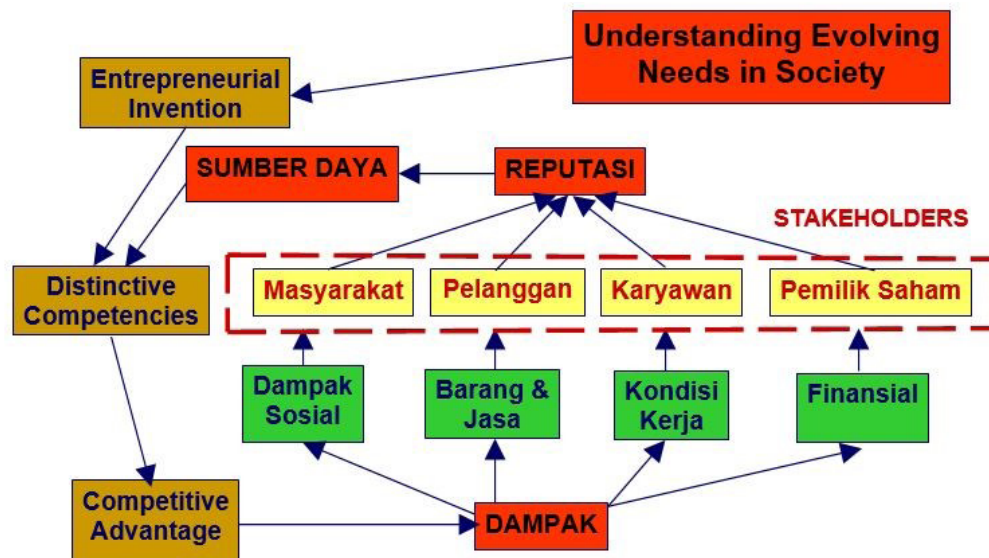 Understanding Evolving
Needs in Society
Entrepreneurial
Invention
SUMBER DAYA
REPUTASI
STAKEHOLDERS
Distinctive
Competencies
Masyarakat
Pelanggan
Karyawan
Pemilik Saham
Dampak
Sosial
Barang &
Jasa
Kondisi
Kerja
Finansial
Competitive
Advantage
DAMPAK